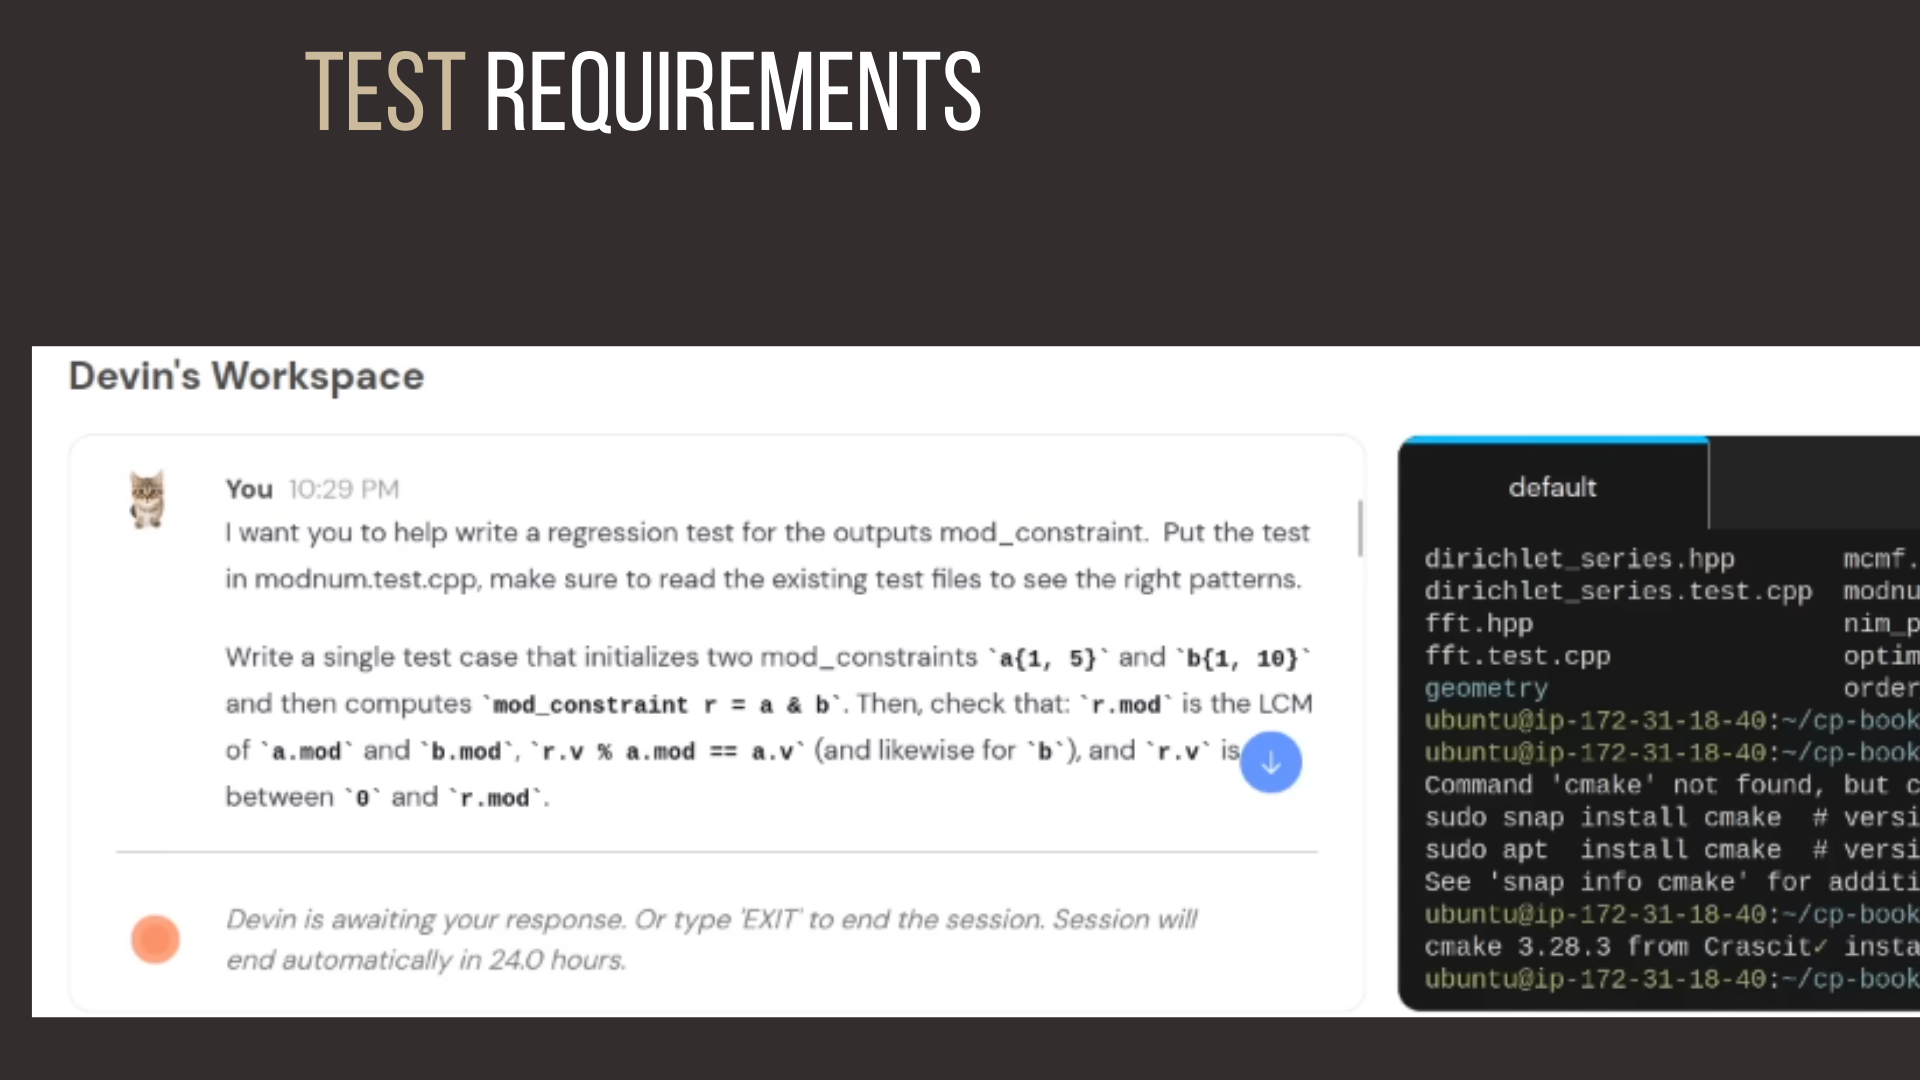 TEST REQUIREMENTS
Devin's Workspace
You 10:29 PM
I want you to help write a regression test for the outputs mod_constraint. Put the test
in modnum.test.cpp, make sure to read the existing test files to see the right patterns.
Write a single test case that initializes two mod_constraints `a{1, 5}` and `b{1, 10}`
and then computes `mod_constraint r = a & b`. Then, check that: `r.mod` is the LCM
of `a.mod` and `b.mod`, `r.v % a.mod == a.v` (and likewise for `b`), and `r.v` is
between `0` and `r.mod`.
Devin is awaiting your response. Or type 'EXIT' to end the session. Session will
end automatically in 24.0 hours.
default
dirichlet_series.hpp mcmf.
dirichlet_series.test.cpp modnu
fft.hpp nim_p
fft.test.cpp optim
geometry order
ubuntu@ip-172-31-18-40:~/cp-book
ubuntu@ip-172-31-18-40:~/cp-book
Command 'cmake' not found, but c
sudo snap install cmake # versi
sudo apt install cmake # versi
See 'snap info cmake' for additi
ubuntu@ip-172-31-18-40:~/cp-book
cmake 3.28.3 from Crascit✓ insta
ubuntu@ip-172-31-18-40:~/cp-book